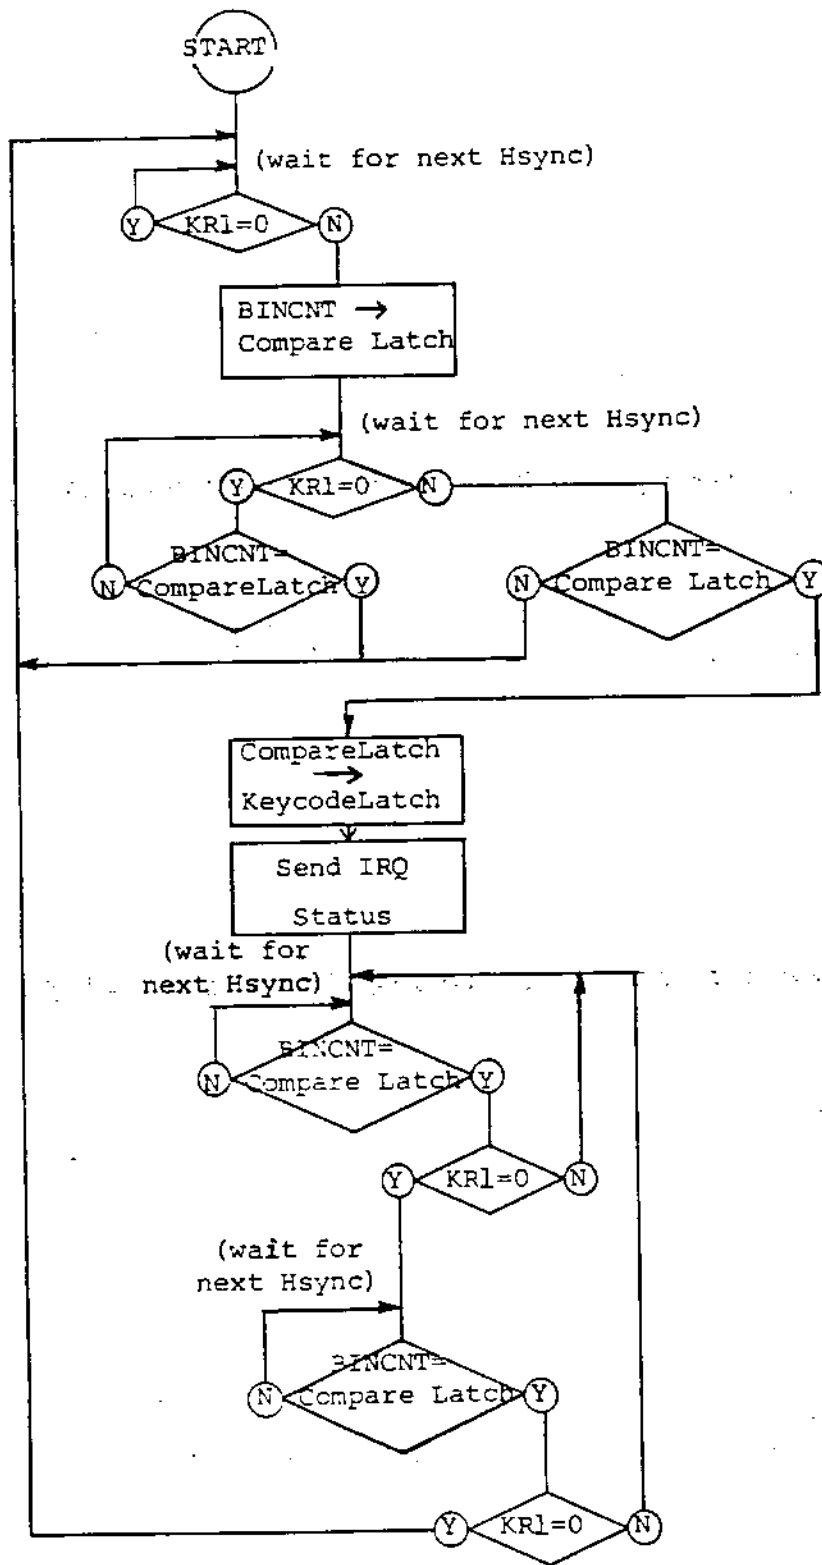 START
(wait for next Hsync)
Y
KR1=0
N
BINCNT →
Compare Latch
(wait for next Hsync)
Y
KR1=0
N
BINCNT=
N
CompareLatch
Y
BINCNT=
N
Compare Latch
Y
CompareLatch
→
KeycodeLatch
Send IRQ
Status
(wait for
next Hsync)
BINCNT=
N
Compare Latch
Y
Y
KR1=0
N
(wait for
next Hsync)
BINCNT=
N
Compare Latch
Y
Y
KR1=0
N